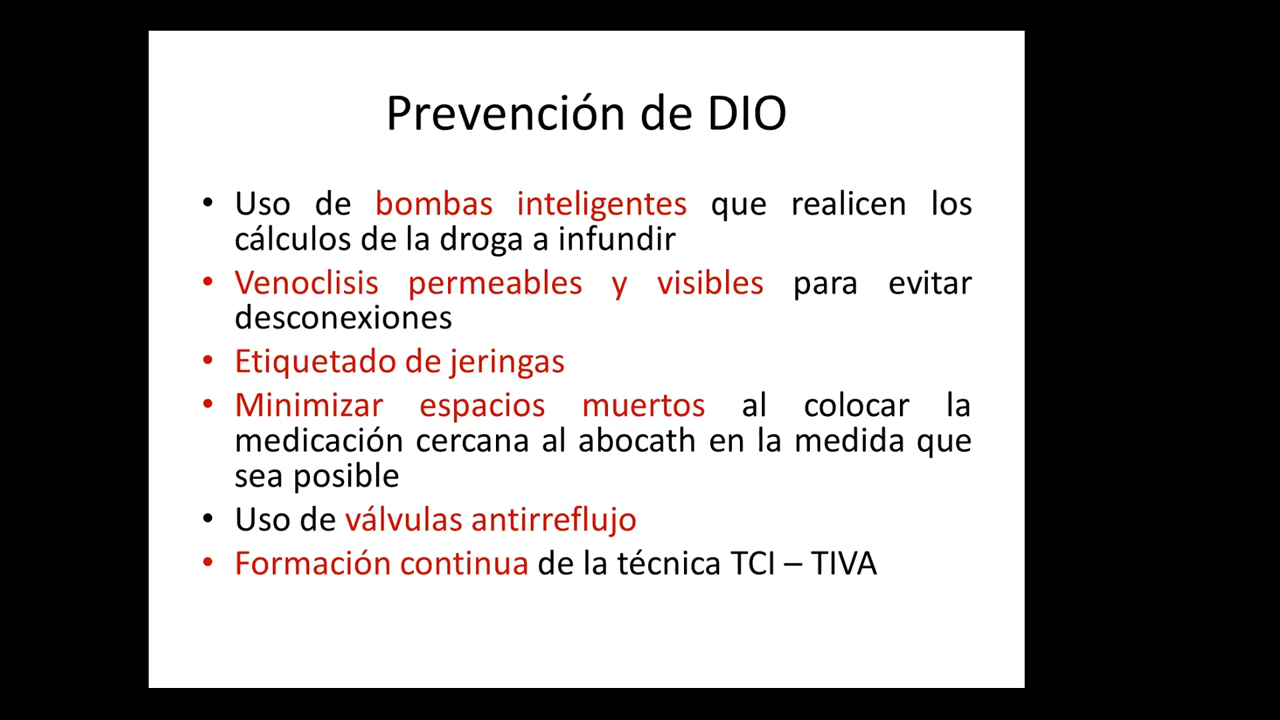 Prevención de DIO
• Uso de bombas inteligentes que realicen los
cálculos de la droga a infundir
• Venoclisis permeables y visibles para evitar
desconexiones
• Etiquetado de jeringas
• Minimizar espacios muertos al colocar la
medicación cercana al abocath en la medida que
sea posible
• Uso de válvulas antirreflujo
• Formación continua de la técnica TCI – TIVA